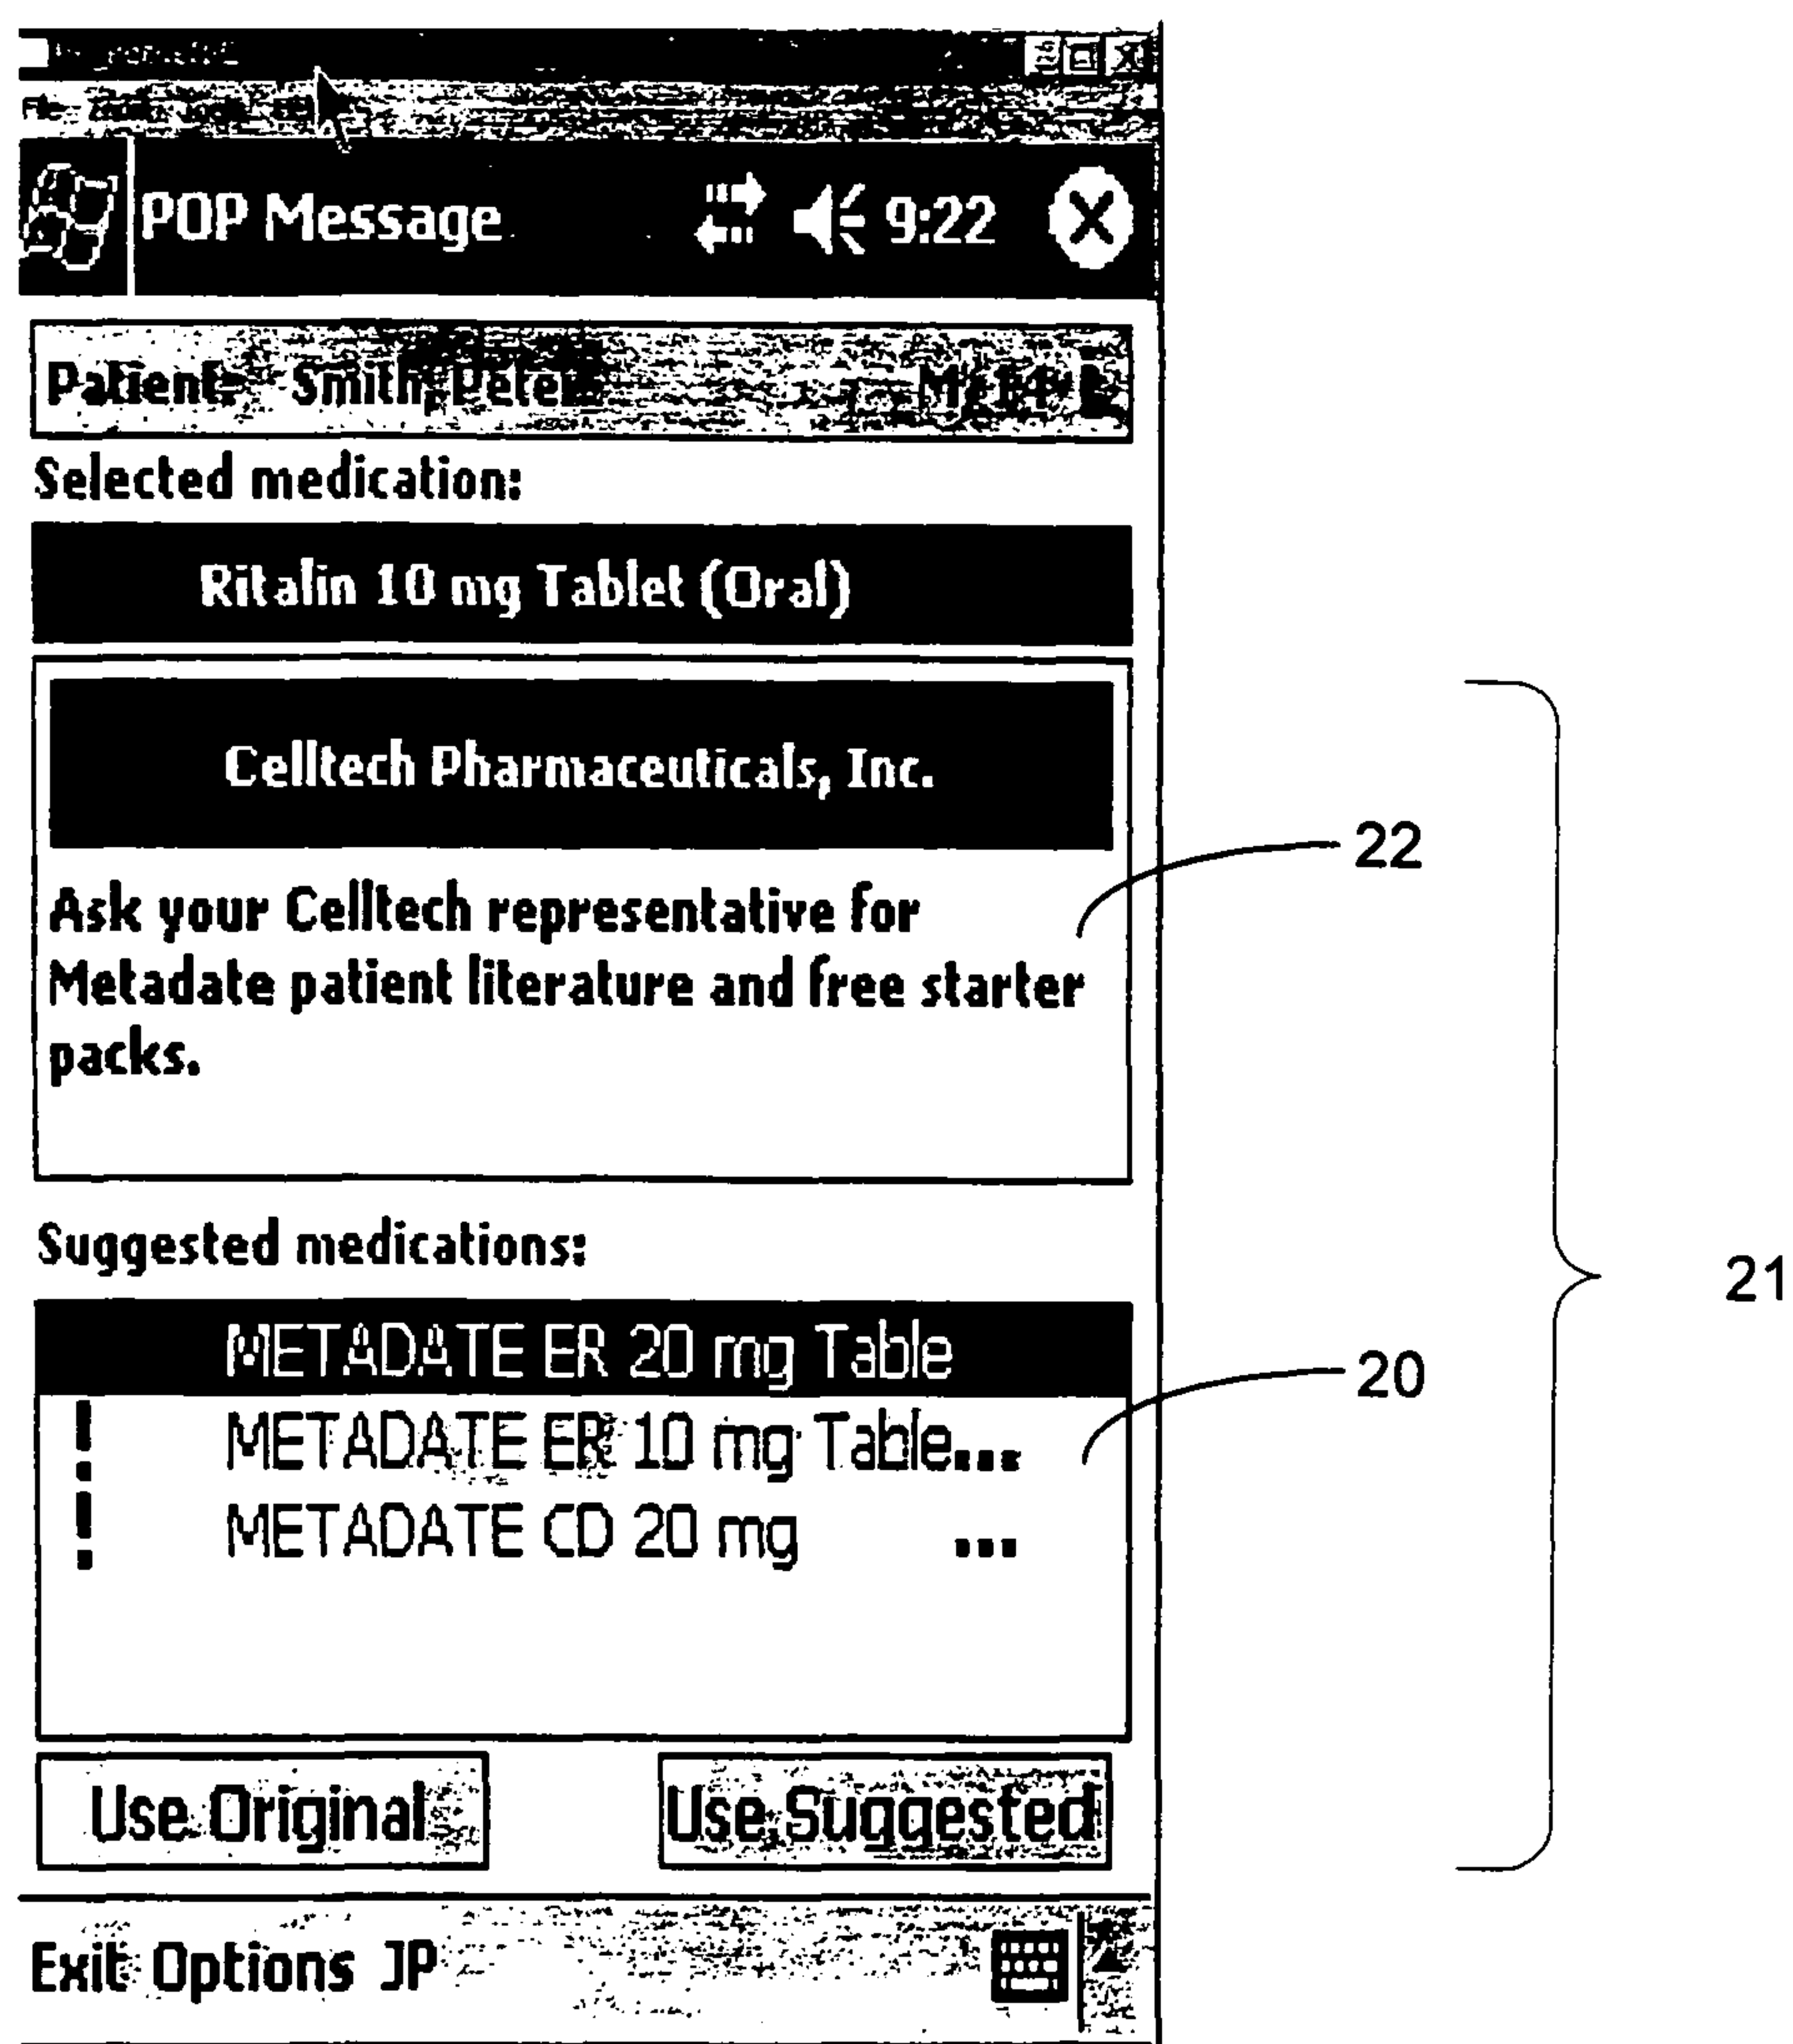 POP Message 9:22
Patient: Smith, Peter
Selected medication:
Ritalin 10 mg Tablet (Oral)
Celltech Pharmaceuticals, Inc.
22
Ask your Celltech representative for
Metadate patient literature and free starter
packs.
Suggested medications:
21
METADATE ER 20 mg Table
20
! METADATE ER 10 mg Table...
! METADATE CD 20 mg ...
Use Original Use Suggested
Exit Options JP